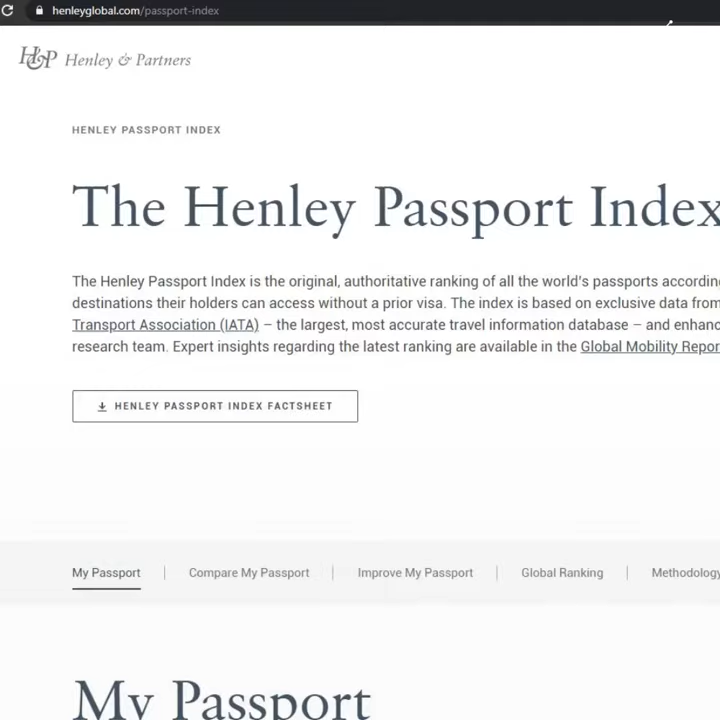 henleyglobal.com/passport-index
H&P Henley & Partners
HENLEY PASSPORT INDEX
The Henley Passport Index
The Henley Passport Index is the original, authoritative ranking of all the world's passports accordin
destinations their holders can access without a prior visa. The index is based on exclusive data from
Transport Association (IATA) – the largest, most accurate travel information database – and enhanc
research team. Expert insights regarding the latest ranking are available in the Global Mobility Repor
HENLEY PASSPORT INDEX FACTSHEET
My Passport | Compare My Passport | Improve My Passport | Global Ranking | Methodology
My Passport